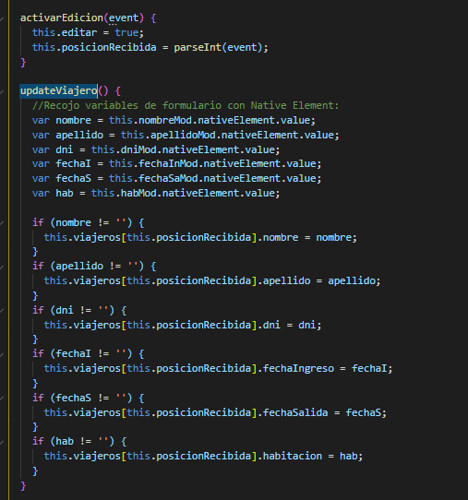 activarEdicion(event) {
this.editar = true;
this.posicionRecibida = parseInt(event);
}
updateViajero() {
//Recojo variables de formulario con Native Element:
var nombre = this.nombreMod.nativeElement.value;
var apellido = this.apellidoMod.nativeElement.value;
var dni = this.dniMod.nativeElement.value;
var fechaI = this.fechaInMod.nativeElement.value;
var fechaS = this.fechaSaMod.nativeElement.value;
var hab = this.habMod.nativeElement.value;
if (nombre != '') {
this.viajeros[this.posicionRecibida].nombre = nombre;
}
if (apellido != '') {
this.viajeros[this.posicionRecibida].apellido = apellido;
}
if (dni != '') {
this.viajeros[this.posicionRecibida].dni = dni;
}
if (fechaI != '') {
this.viajeros[this.posicionRecibida].fechaIngreso = fechaI;
}
if (fechaS != '') {
this.viajeros[this.posicionRecibida].fechaSalida = fechaS;
}
if (hab != '') {
this.viajeros[this.posicionRecibida].habitacion = hab;
}
}